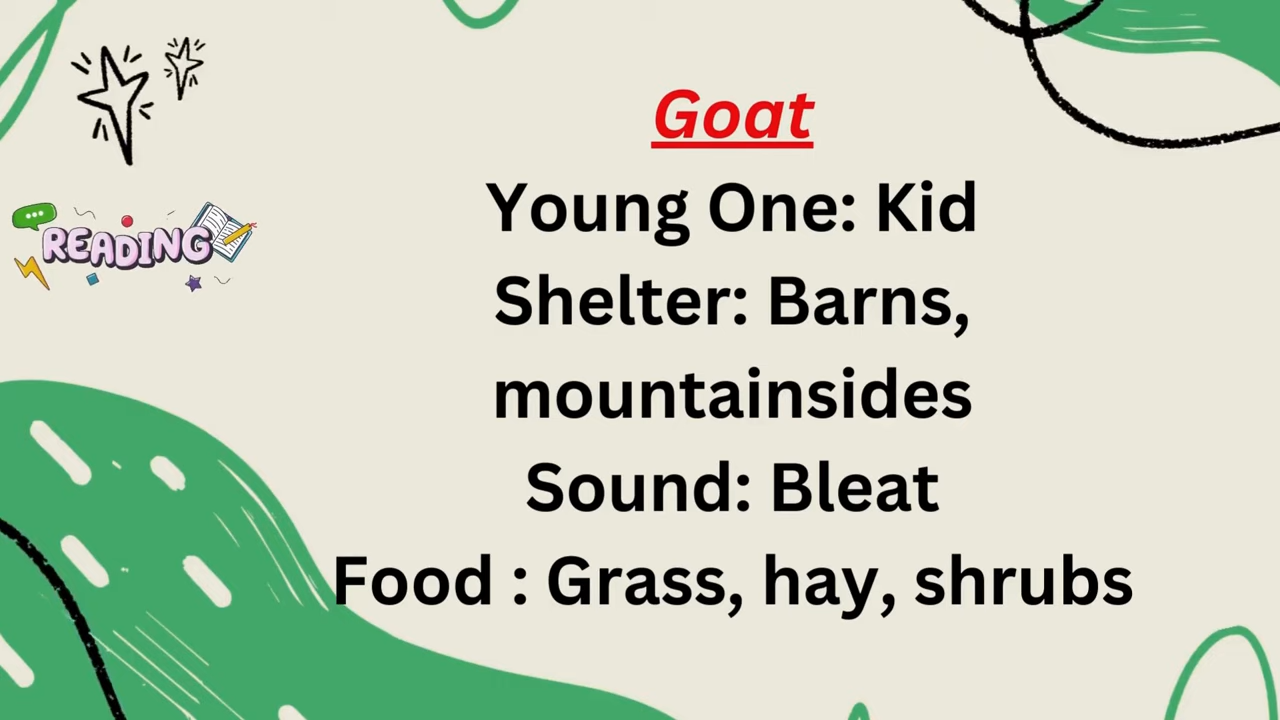 Goat
Young One: Kid
READING
Shelter: Barns,
mountainsides
Sound: Bleat
Food : Grass, hay, shrubs